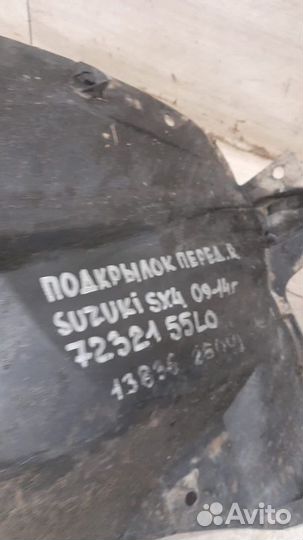 ПОДКРЫЛОК ПЕРЕД.
SUZUKI SX4, 09-14г
72321 55L0
13836
Avito